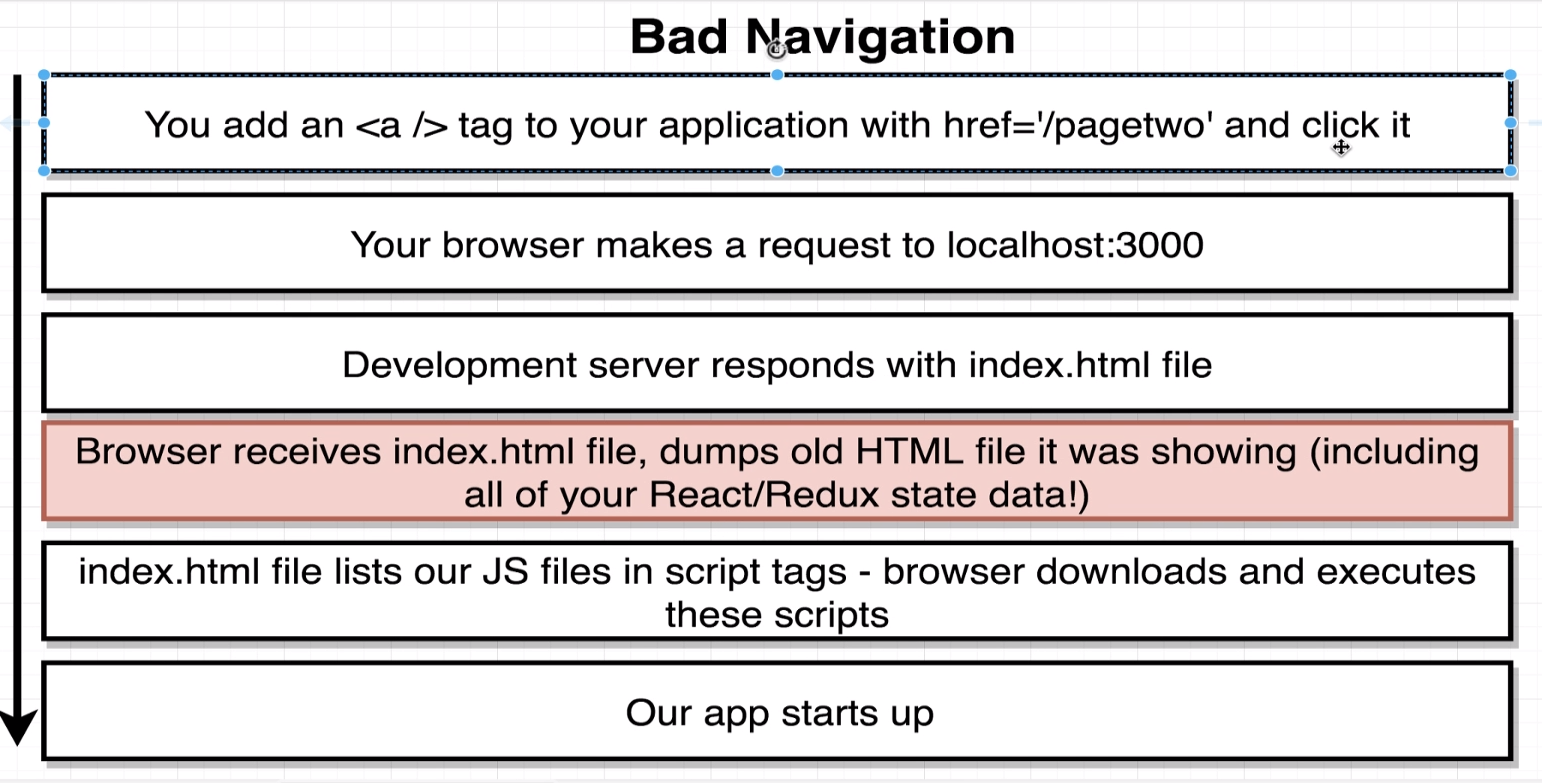 Bad Navigation
You add an <a /> tag to your application with href='/pagetwo' and click it
Your browser makes a request to localhost:3000
Development server responds with index.html file
Browser receives index.html file, dumps old HTML file it was showing (including
all of your React/Redux state data!)
index.html file lists our JS files in script tags - browser downloads and executes
these scripts
Our app starts up